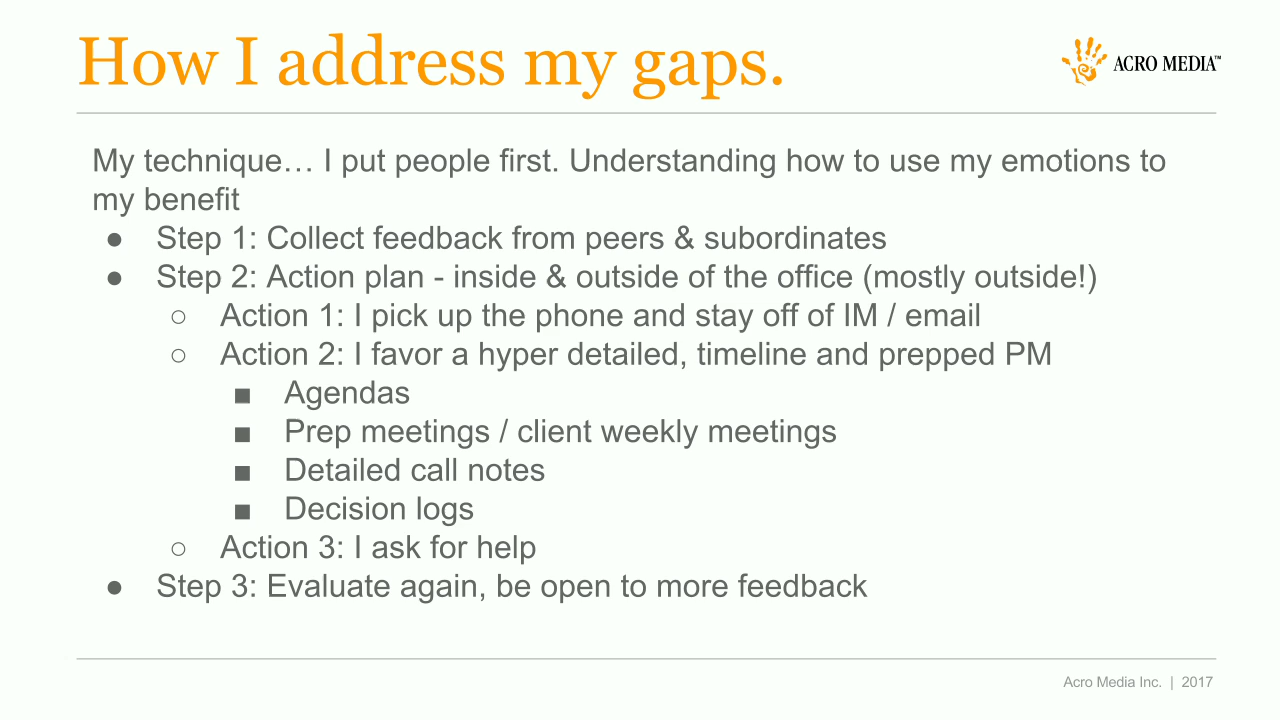 How I address my gaps.
ACRO MEDIA™
My technique… I put people first. Understanding how to use my emotions to
my benefit
● Step 1: Collect feedback from peers & subordinates
● Step 2: Action plan - inside & outside of the office (mostly outside!)
○ Action 1: I pick up the phone and stay off of IM / email
○ Action 2: I favor a hyper detailed, timeline and prepped PM
■ Agendas
■ Prep meetings / client weekly meetings
■ Detailed call notes
■ Decision logs
○ Action 3: I ask for help
● Step 3: Evaluate again, be open to more feedback
Acro Media Inc. | 2017